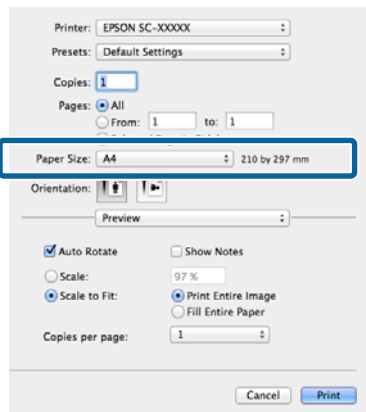 Printer: EPSON SC-XXXXX
Presets: Default Settings
Copies: 1
Pages: All
From: 1 to: 1
Paper Size: A4 210 by 297 mm
Orientation:
Preview
Auto Rotate Show Notes
Scale: 97 %
Scale to Fit: Print Entire Image
Fill Entire Paper
Copies per page: 1
Cancel Print